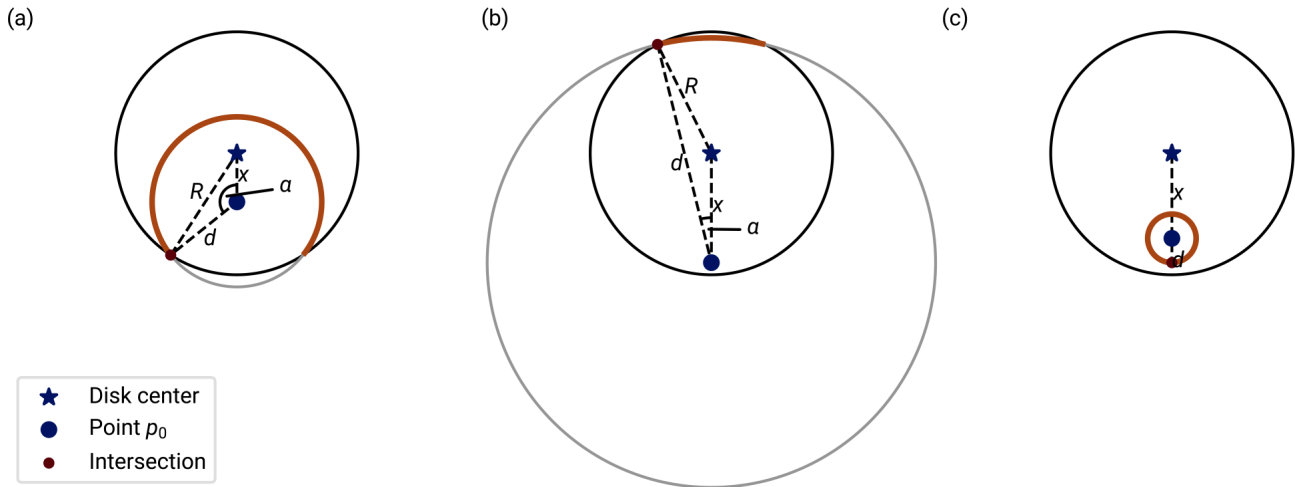 (a)
R
x
α
d
(b)
R
d
x
α
(c)
x
d
Disk center
Point p₀
Intersection